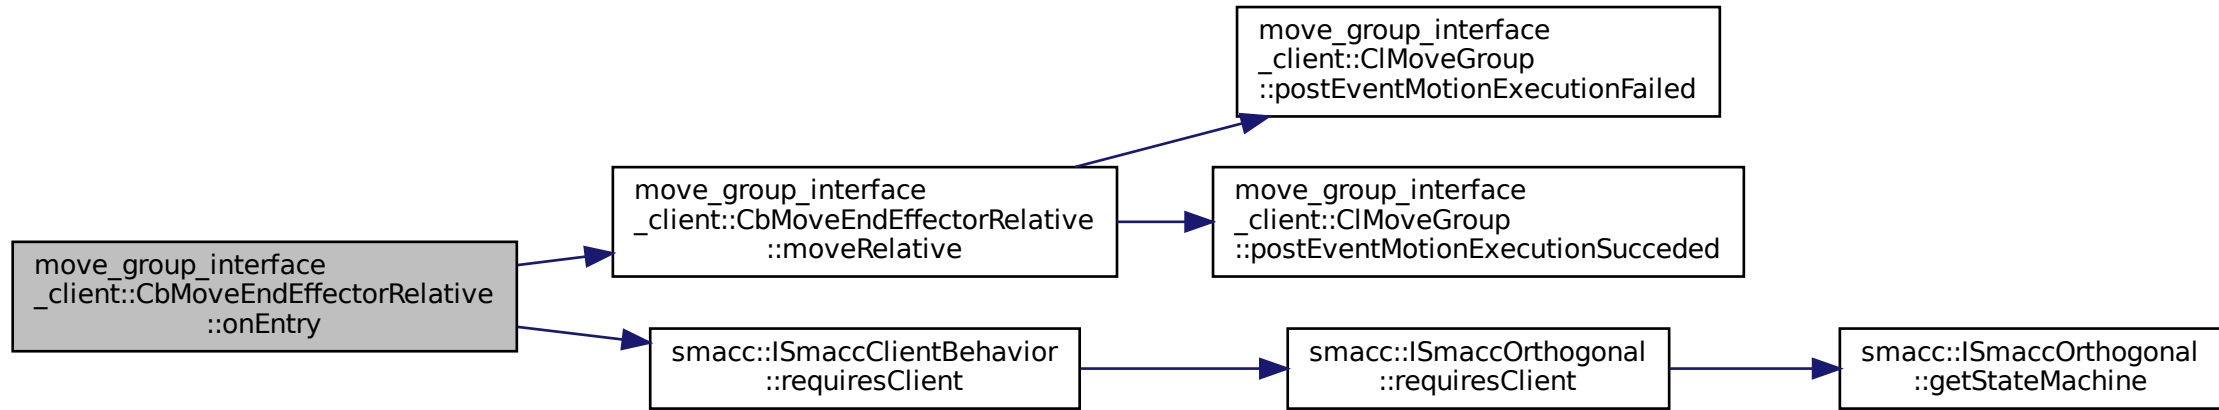 move_group_interface
_client::ClMoveGroup
::postEventMotionExecutionFailed
move_group_interface
_client::CbMoveEndEffectorRelative
::moveRelative
move_group_interface
_client::ClMoveGroup
::postEventMotionExecutionSucceded
move_group_interface
_client::CbMoveEndEffectorRelative
::onEntry
smacc::ISmaccClientBehavior
::requiresClient
smacc::ISmaccOrthogonal
::requiresClient
smacc::ISmaccOrthogonal
::getStateMachine